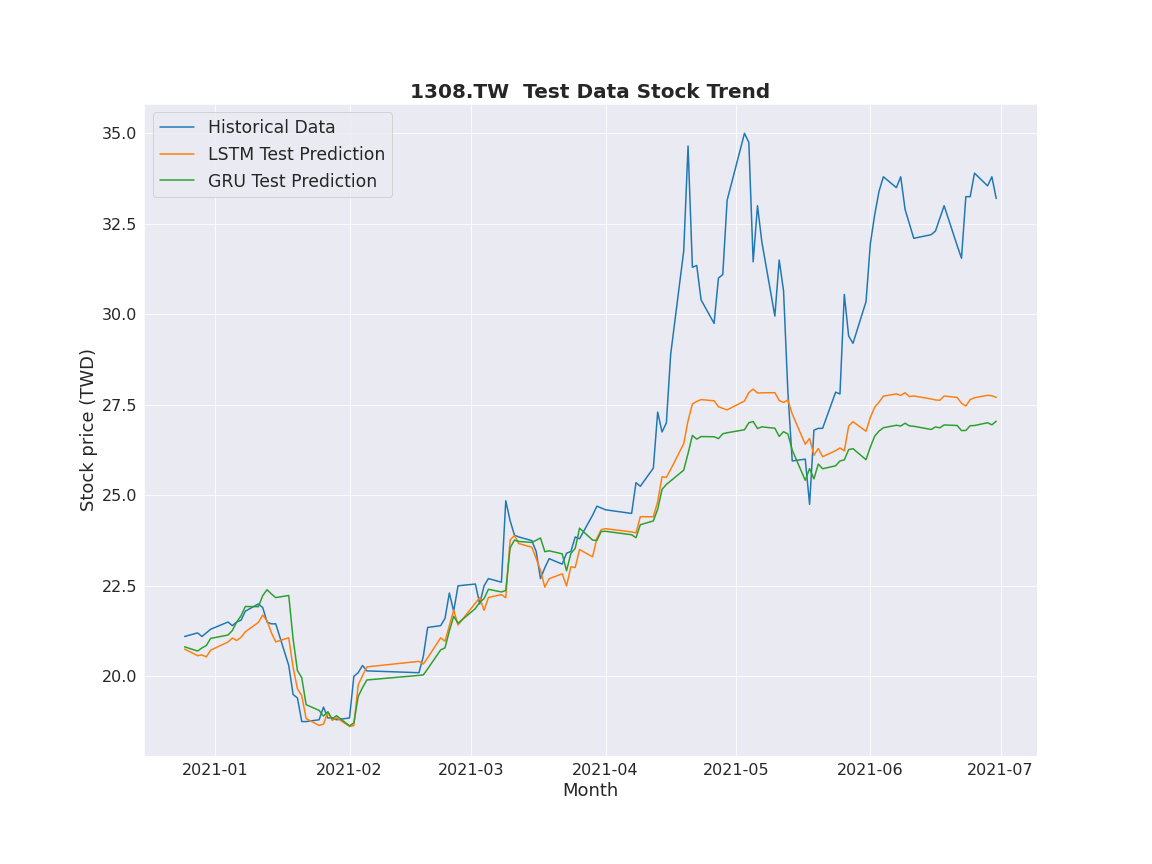 1308.TW  Test Data Stock Trend
Historical Data
LSTM Test Prediction
GRU Test Prediction
35.0
32.5
30.0
27.5
25.0
22.5
20.0
Stock price (TWD)
2021-01 2021-02 2021-03 2021-04 2021-05 2021-06 2021-07
Month